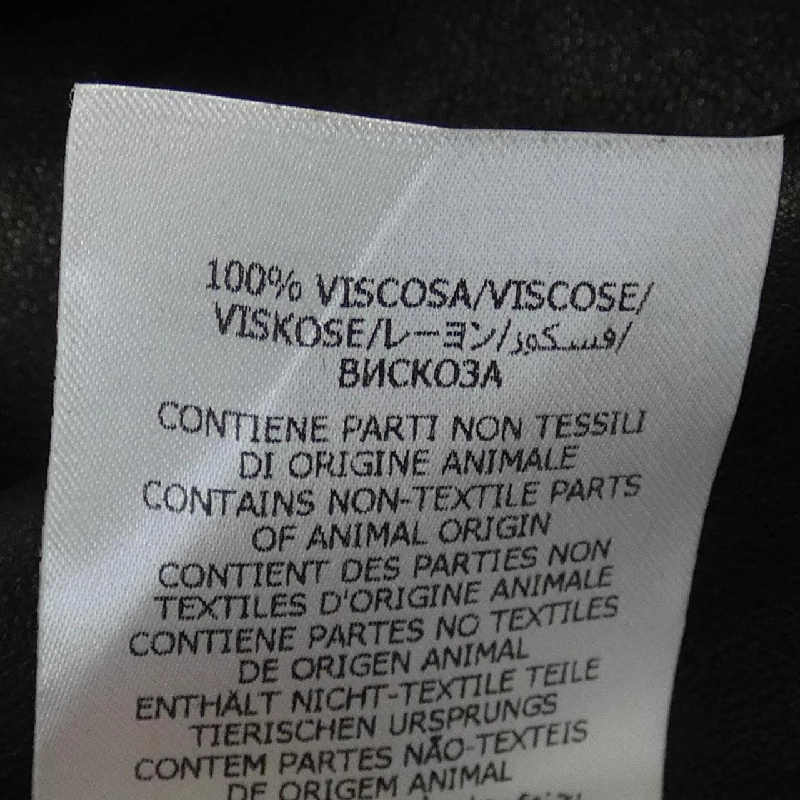 100% VISCOSA/VISCOSE/
VISKOSE/レーヨン/فسكوز/
ВИСКОЗА
CONTIENE PARTI NON TESSILI
DI ORIGINE ANIMALE
CONTAINS NON-TEXTILE PARTS
OF ANIMAL ORIGIN
CONTIENT DES PARTIES NON
TEXTILES D'ORIGINE ANIMALE
CONTIENE PARTES NO TEXTILES
DE ORIGEN ANIMAL
ENTHÄLT NICHT-TEXTILE TEILE
TIERISCHEN URSPRUNGS
CONTEM PARTES NÃO-TEXTEIS
DE ORIGEM ANIMAL